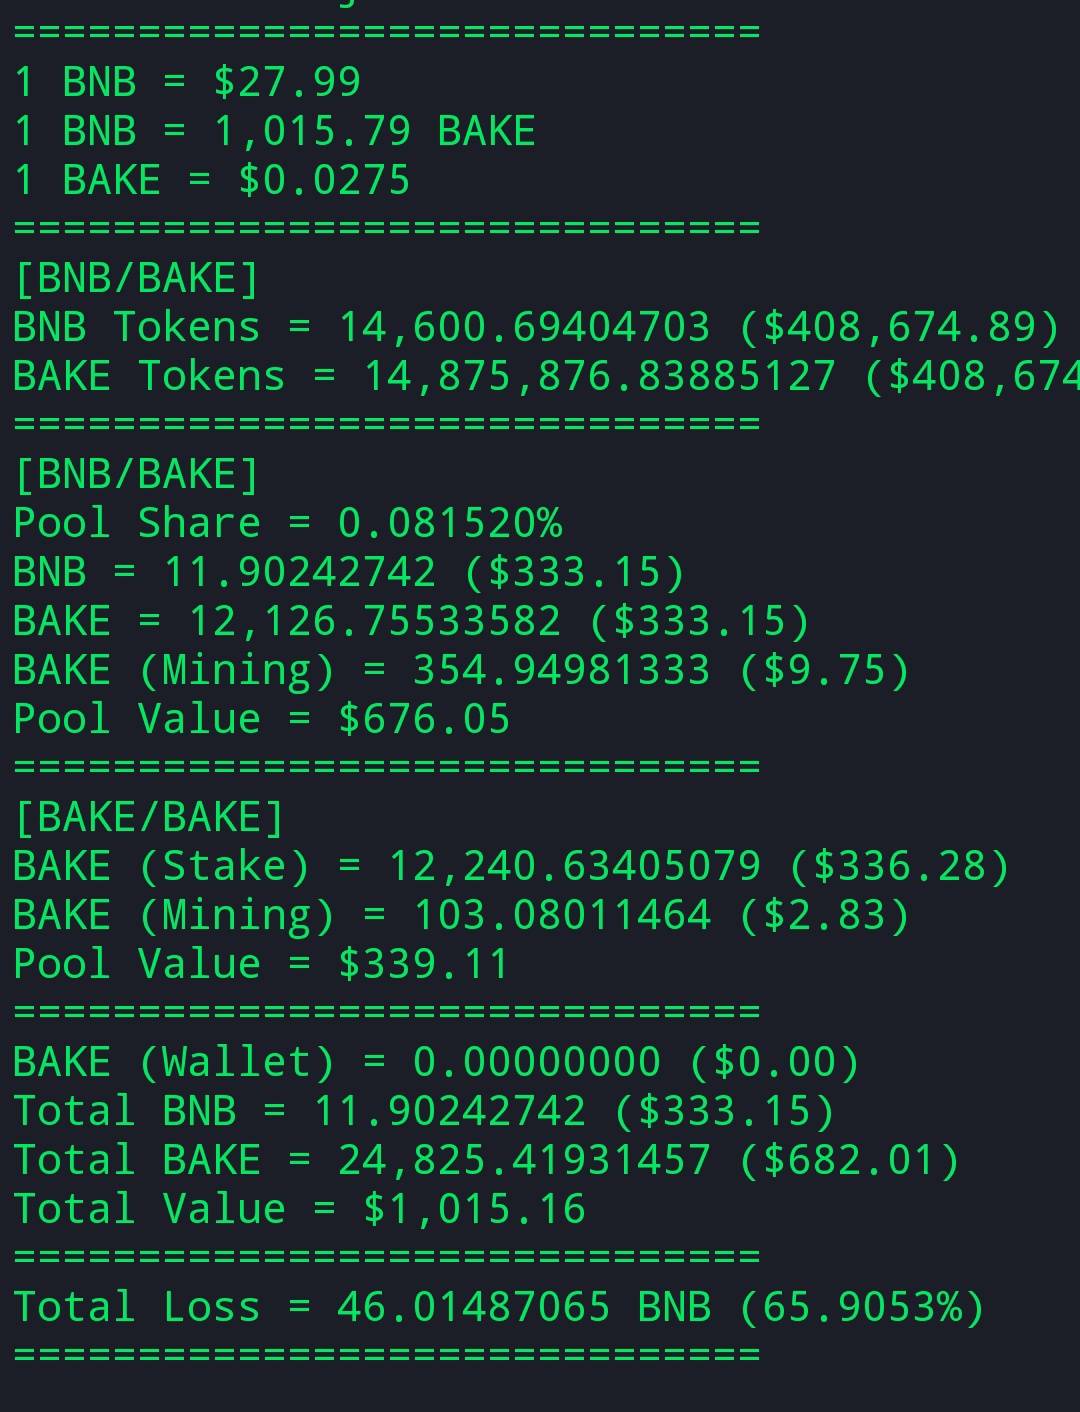 ==============================
1 BNB = $27.99
1 BNB = 1,015.79 BAKE
1 BAKE = $0.0275
==============================
[BNB/BAKE]
BNB Tokens = 14,600.69404703 ($408,674.89)
BAKE Tokens = 14,875,876.83885127 ($408,674
==============================
[BNB/BAKE]
Pool Share = 0.081520%
BNB = 11.90242742 ($333.15)
BAKE = 12,126.75533582 ($333.15)
BAKE (Mining) = 354.94981333 ($9.75)
Pool Value = $676.05
==============================
[BAKE/BAKE]
BAKE (Stake) = 12,240.63405079 ($336.28)
BAKE (Mining) = 103.08011464 ($2.83)
Pool Value = $339.11
==============================
BAKE (Wallet) = 0.00000000 ($0.00)
Total BNB = 11.90242742 ($333.15)
Total BAKE = 24,825.41931457 ($682.01)
Total Value = $1,015.16
==============================
Total Loss = 46.01487065 BNB (65.9053%)
==============================